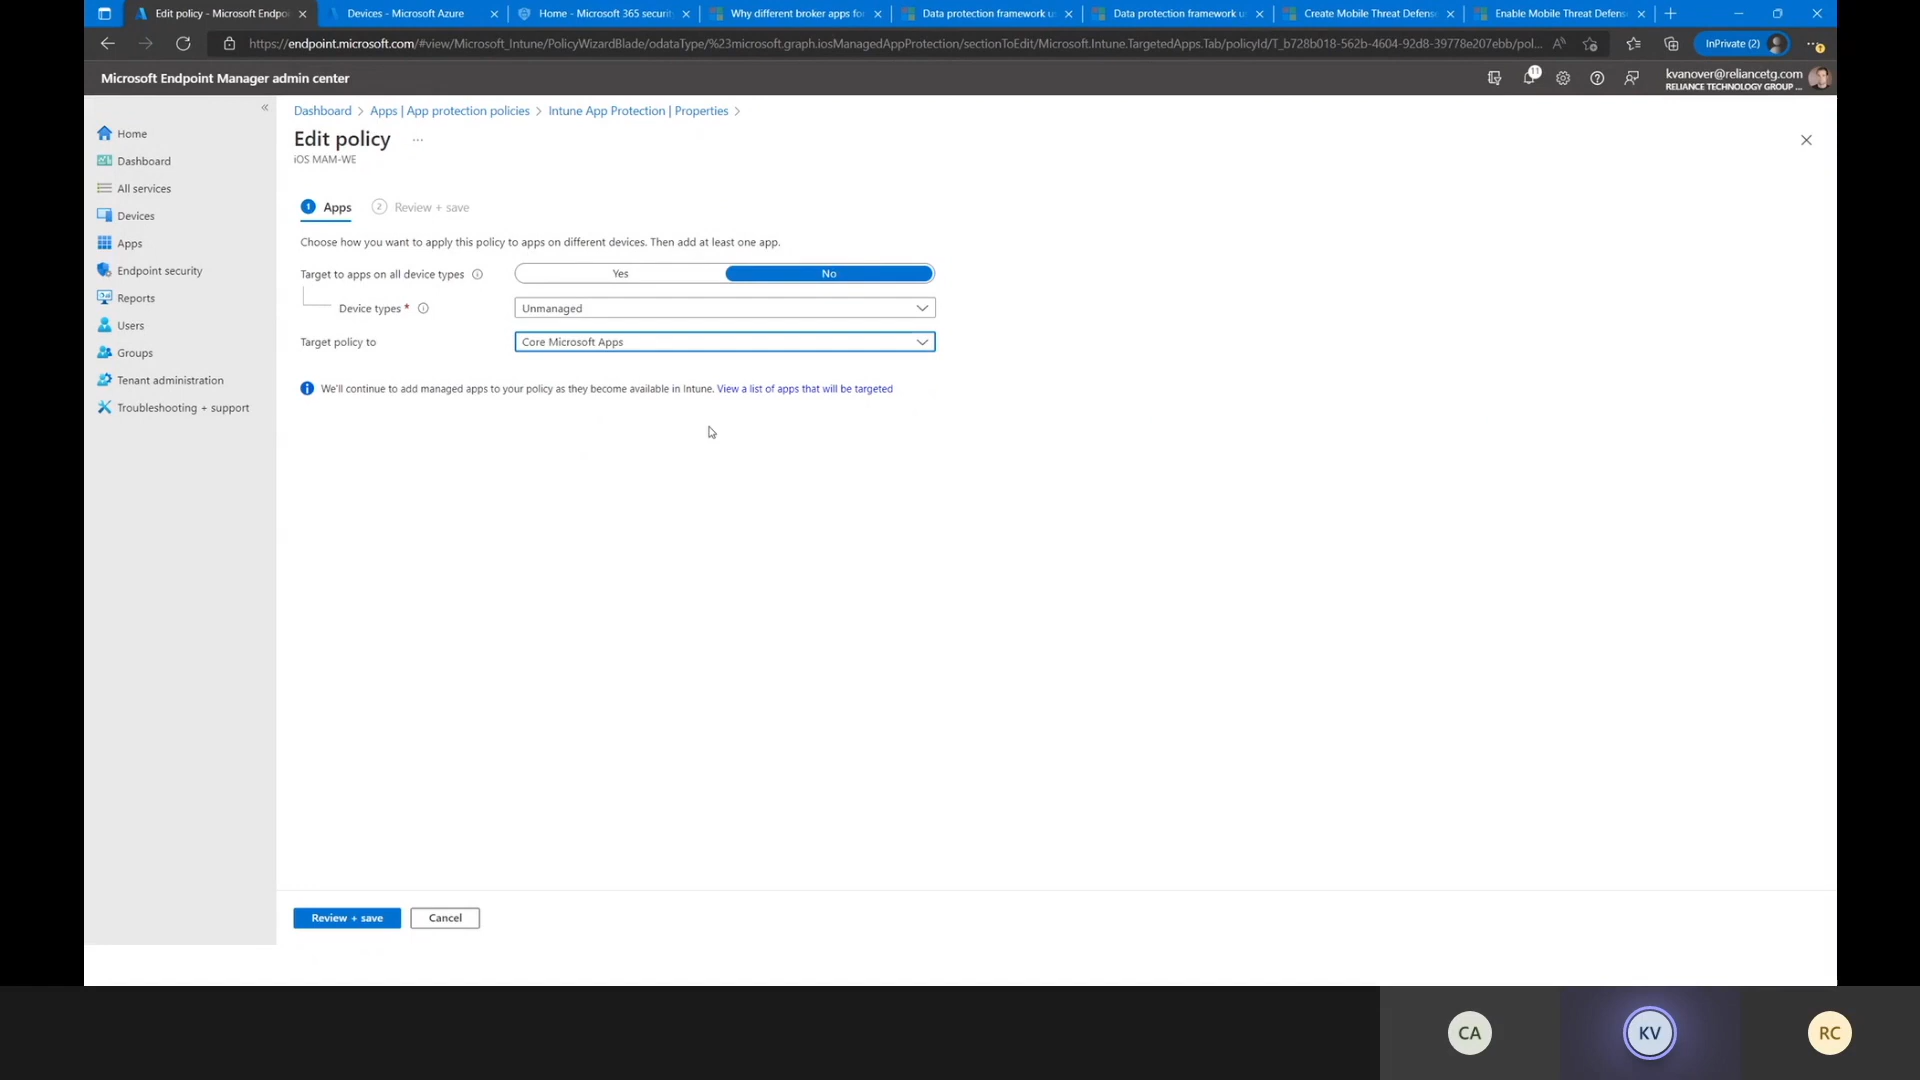 Edit policy - Microsoft Endpoi
Devices - Microsoft Azure
Home - Microsoft 365 securit
Why different broker apps fo
Data protection framework u
Data protection framework u
Create Mobile Threat Defense
Enable Mobile Threat Defens
https://endpoint.microsoft.com/#view/Microsoft_Intune/PolicyWizardBlade/odataType/%23microsoft.graph.iosManagedAppProtection/sectionToEdit/Microsoft.Intune.TargetedApps.Tab/policyId/T_b728b018-562b-4604-92d8-39778e207ebb/pol...
InPrivate (2)
Microsoft Endpoint Manager admin center
11
kvanover@reliancetg.com
RELIANCE TECHNOLOGY GROUP ...
Home
Dashboard
All services
Devices
Apps
Endpoint security
Reports
Users
Groups
Tenant administration
Troubleshooting + support
Dashboard > Apps | App protection policies > Intune App Protection | Properties >
Edit policy ...
iOS MAM-WE
1 Apps
2 Review + save
Choose how you want to apply this policy to apps on different devices. Then add at least one app.
Target to apps on all device types
Yes
No
Device types *
Unmanaged
Target policy to
Core Microsoft Apps
We'll continue to add managed apps to your policy as they become available in Intune. View a list of apps that will be targeted
Review + save
Cancel
CA
KV
RC